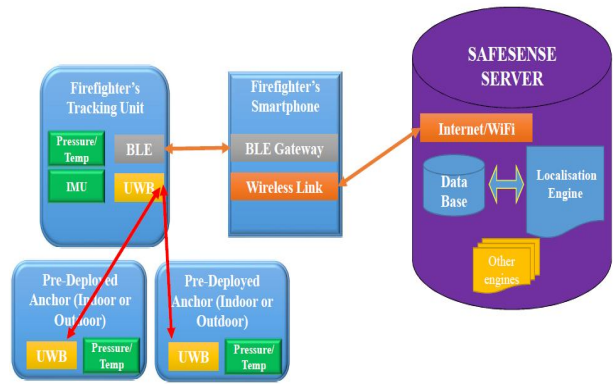 Firefighter's
Tracking Unit
Pressure/
Temp
BLE
IMU
UWB
Firefighter's
Smartphone
BLE Gateway
Wireless Link
SAFESENSE
SERVER
Internet/WiFi
Data
Base
Localisation
Engine
Other
engines
Pre-Deployed
Anchor (Indoor or
Outdoor)
UWB
Pressure/
Temp
Pre-Deployed
Anchor (Indoor or
Outdoor)
UWB
Pressure/
Temp